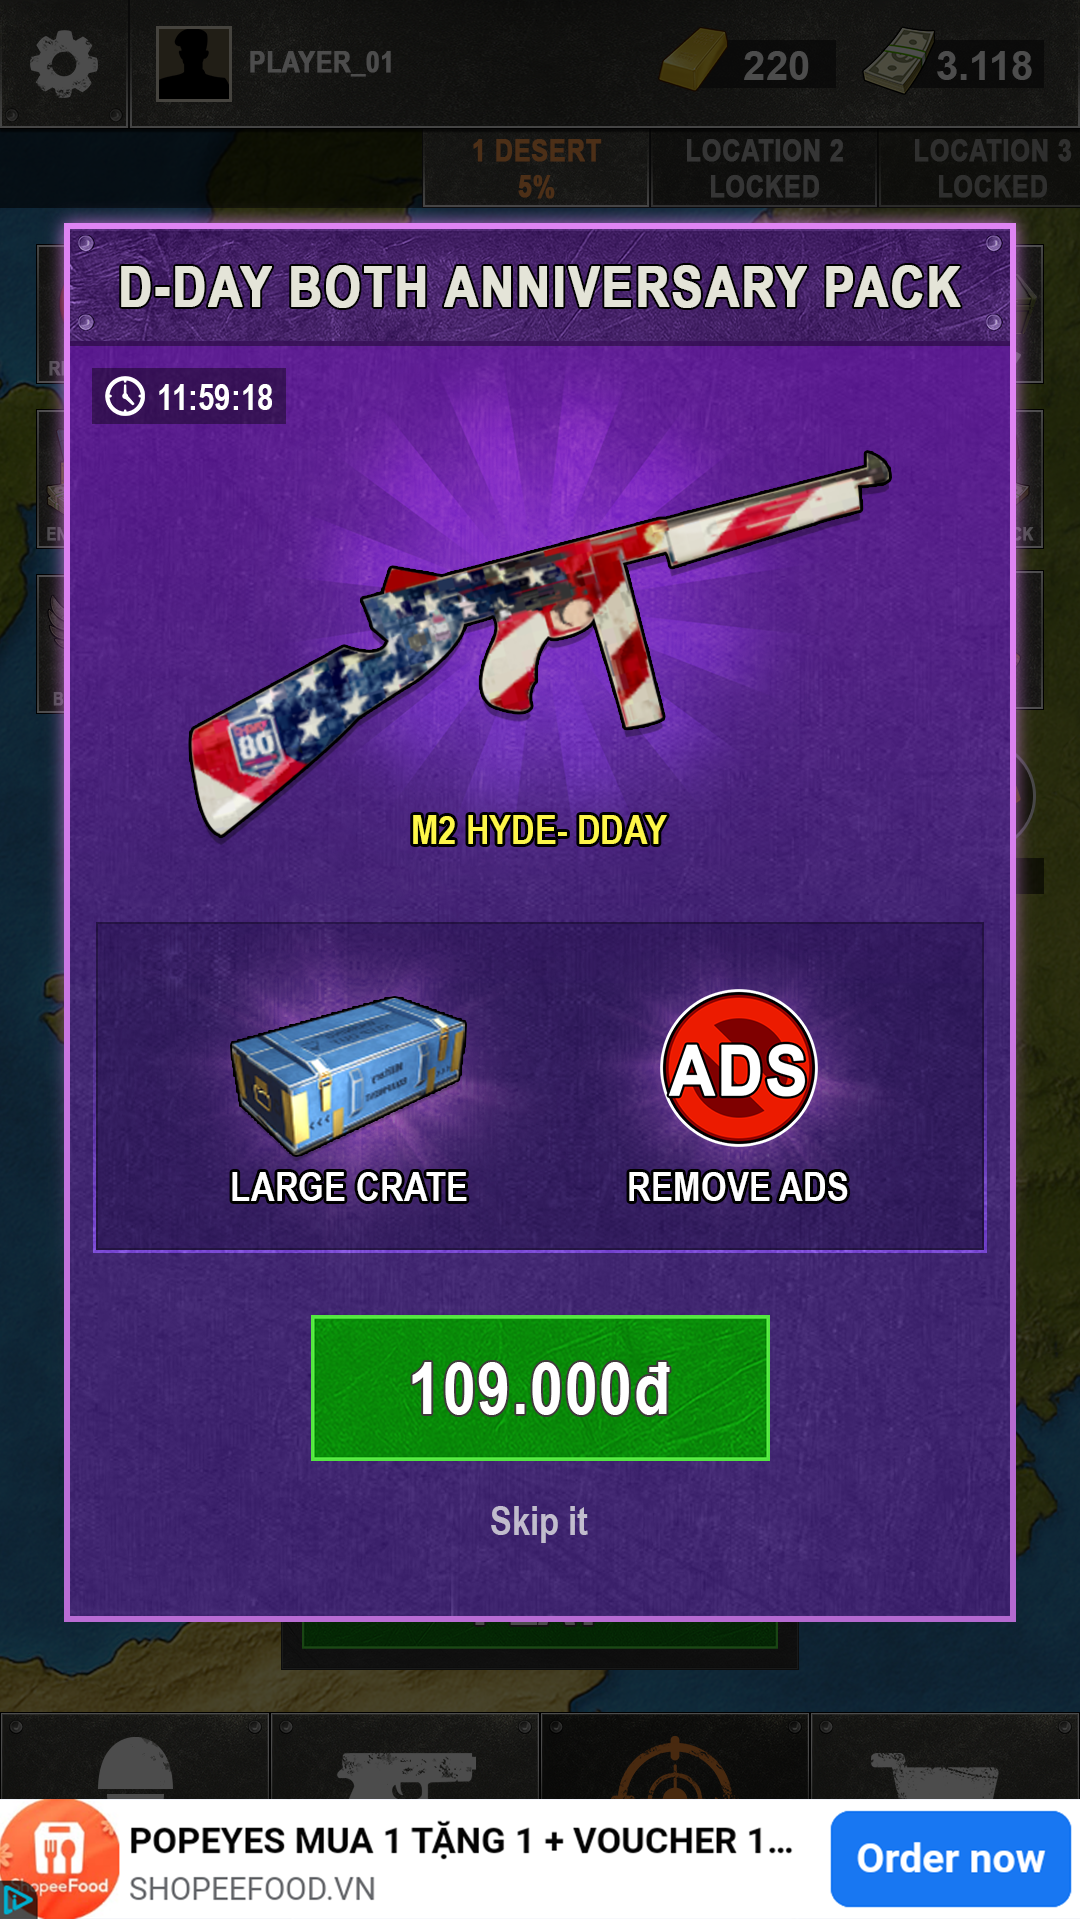 PLAYER_01
220
3.118
1 DESERT
5%
LOCATION 2
LOCKED
LOCATION 3
LOCKED
D-DAY BOTH ANNIVERSARY PACK
11:59:18
80
M2 HYDE- DDAY
LARGE CRATE
ADS
REMOVE ADS
109.000đ
Skip it
POPEYES MUA 1 TẶNG 1 + VOUCHER 1...
SHOPEEFOOD.VN
Order now